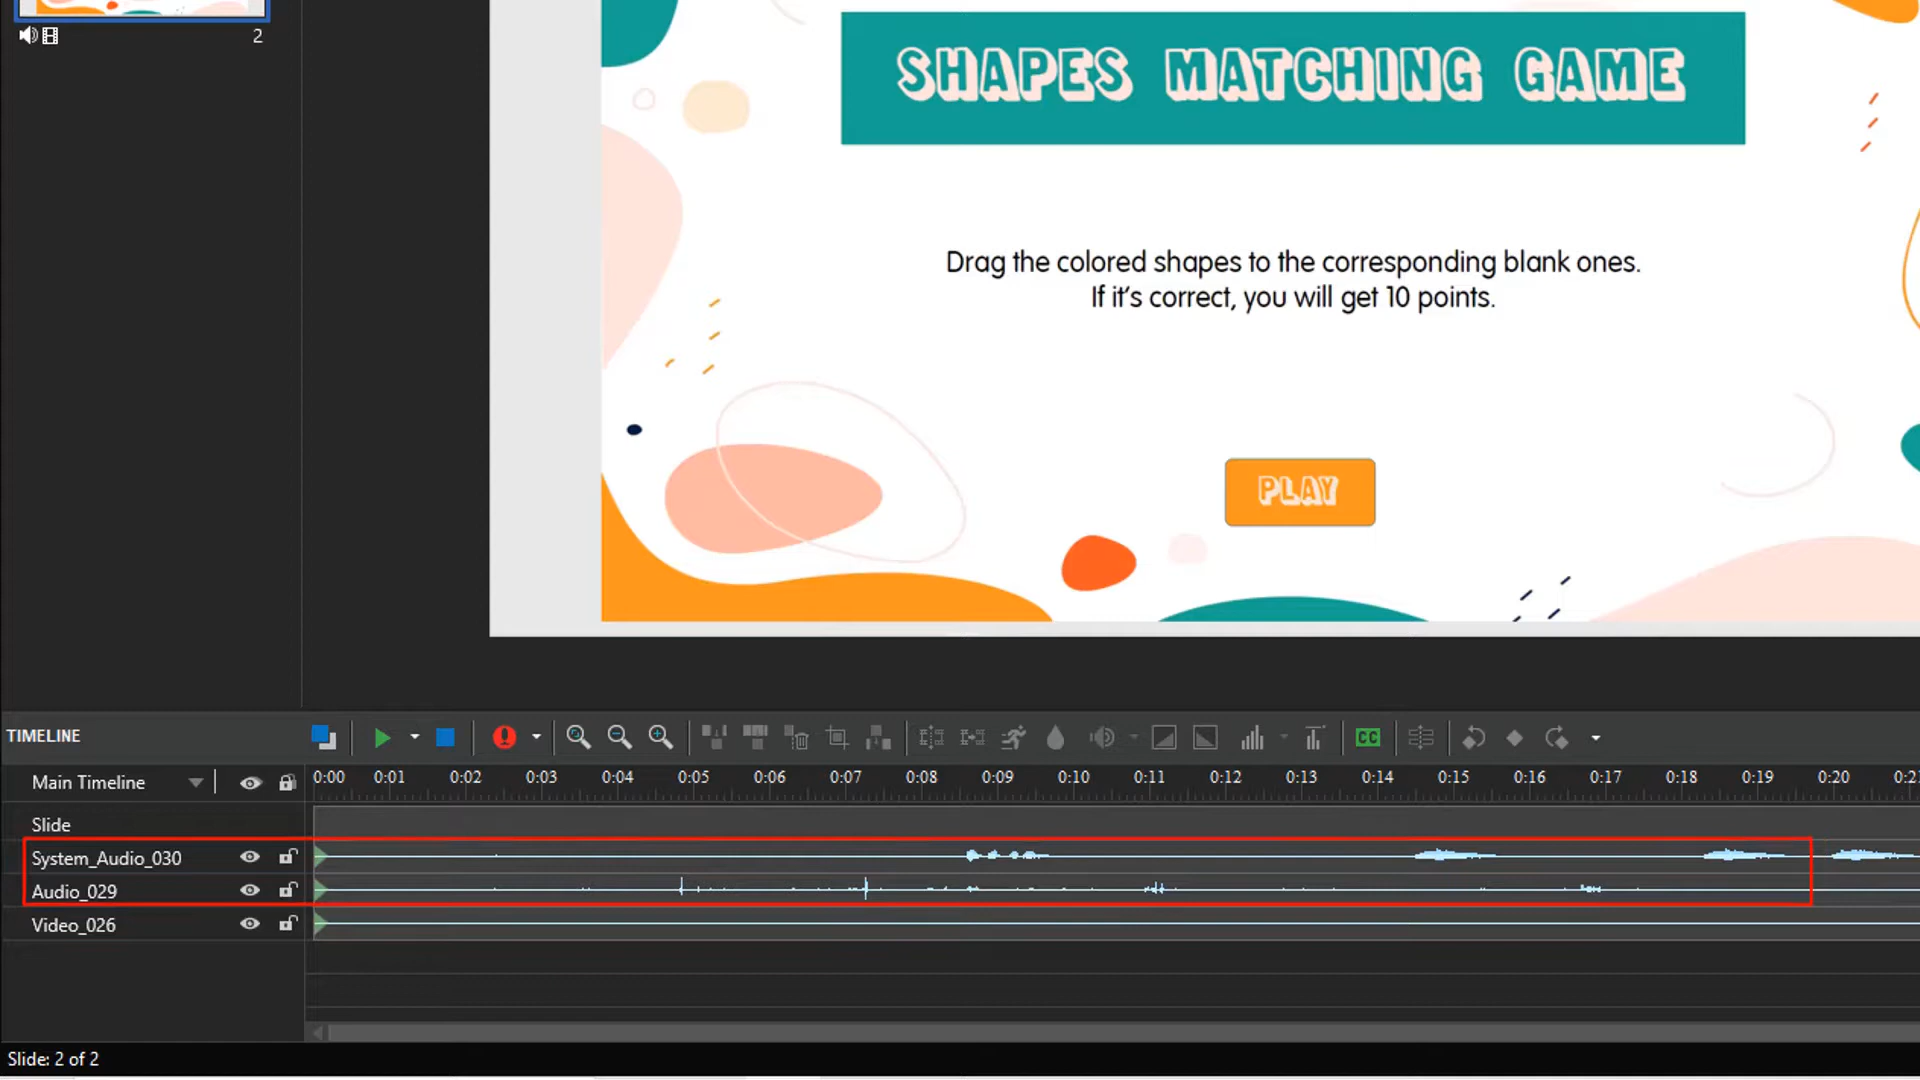 2
SHAPES MATCHING GAME
Drag the colored shapes to the corresponding blank ones.
If it's correct, you will get 10 points.
PLAY
TIMELINE
CC
Main Timeline
0:00 0:01 0:02 0:03 0:04 0:05 0:06 0:07 0:08 0:09 0:10 0:11 0:12 0:13 0:14 0:15 0:16 0:17 0:18 0:19 0:20 0:21
Slide
System_Audio_030
Audio_029
Video_026
Slide: 2 of 2